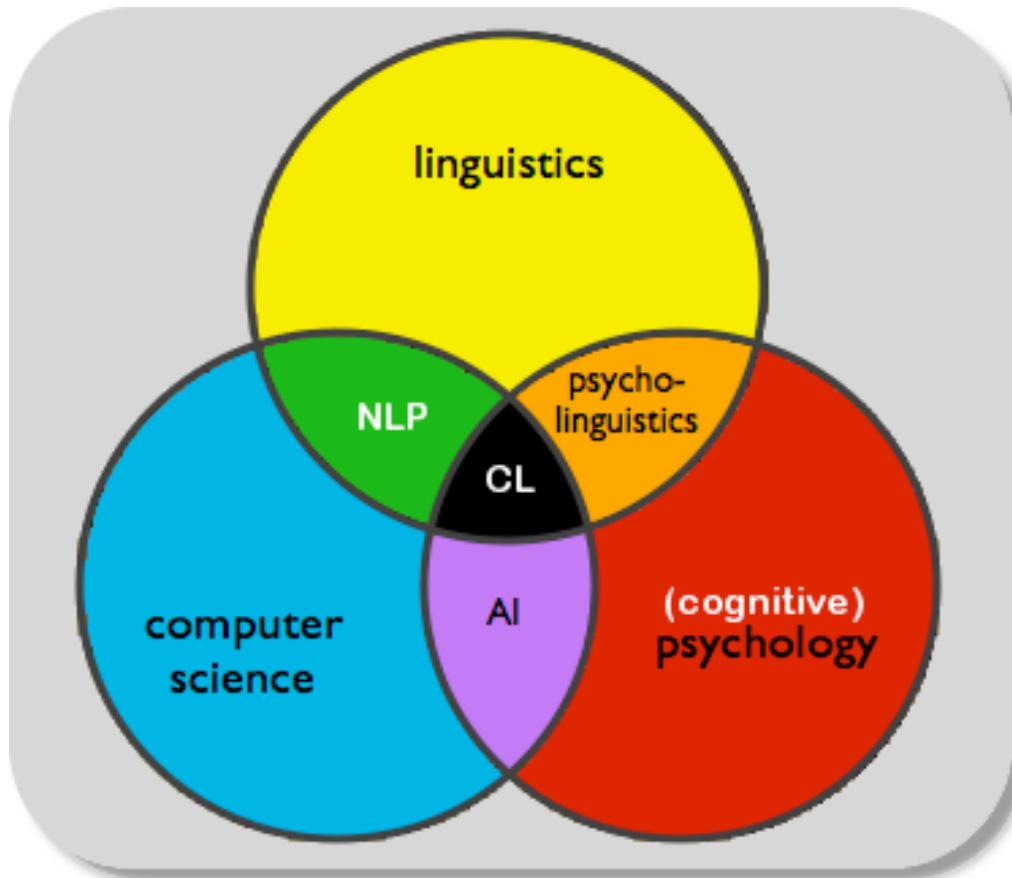 linguistics
NLP
psycho-
linguistics
CL
AI
computer
science
(cognitive)
psychology